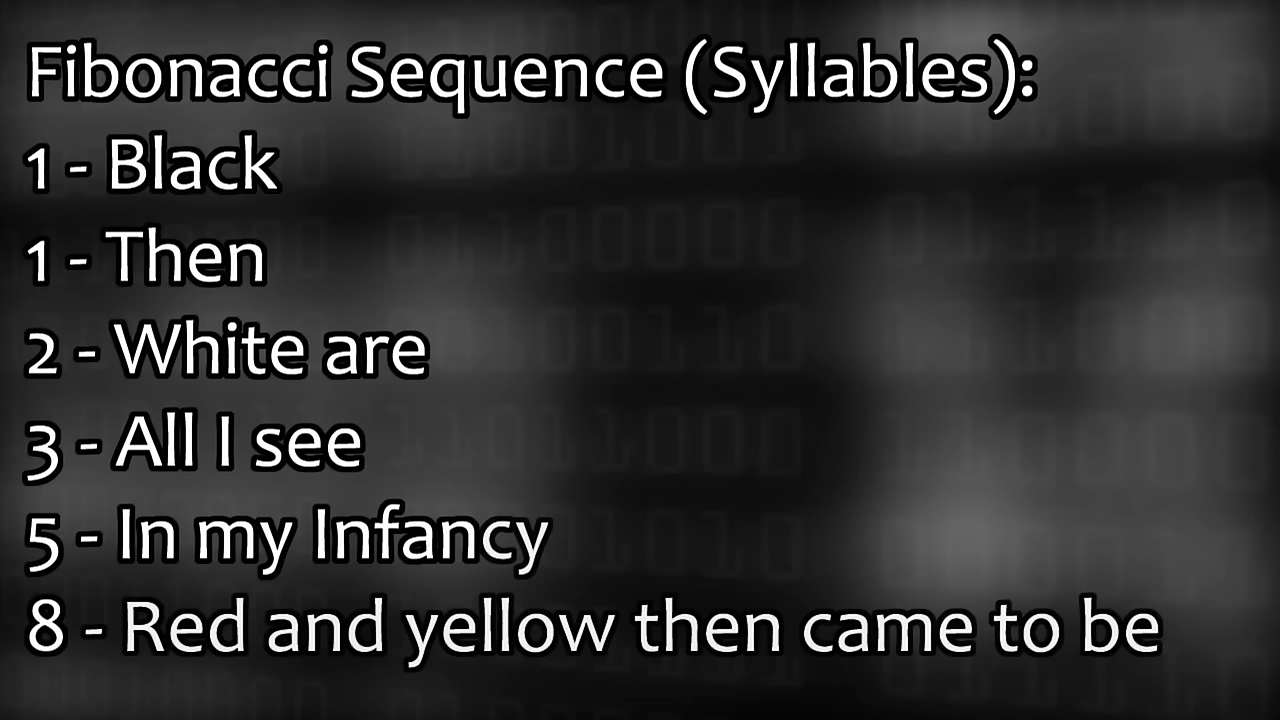 Fibonacci Sequence (Syllables):
1 - Black
1 - Then
2 - White are
3 - All I see
5 - In my Infancy
8 - Red and yellow then came to be